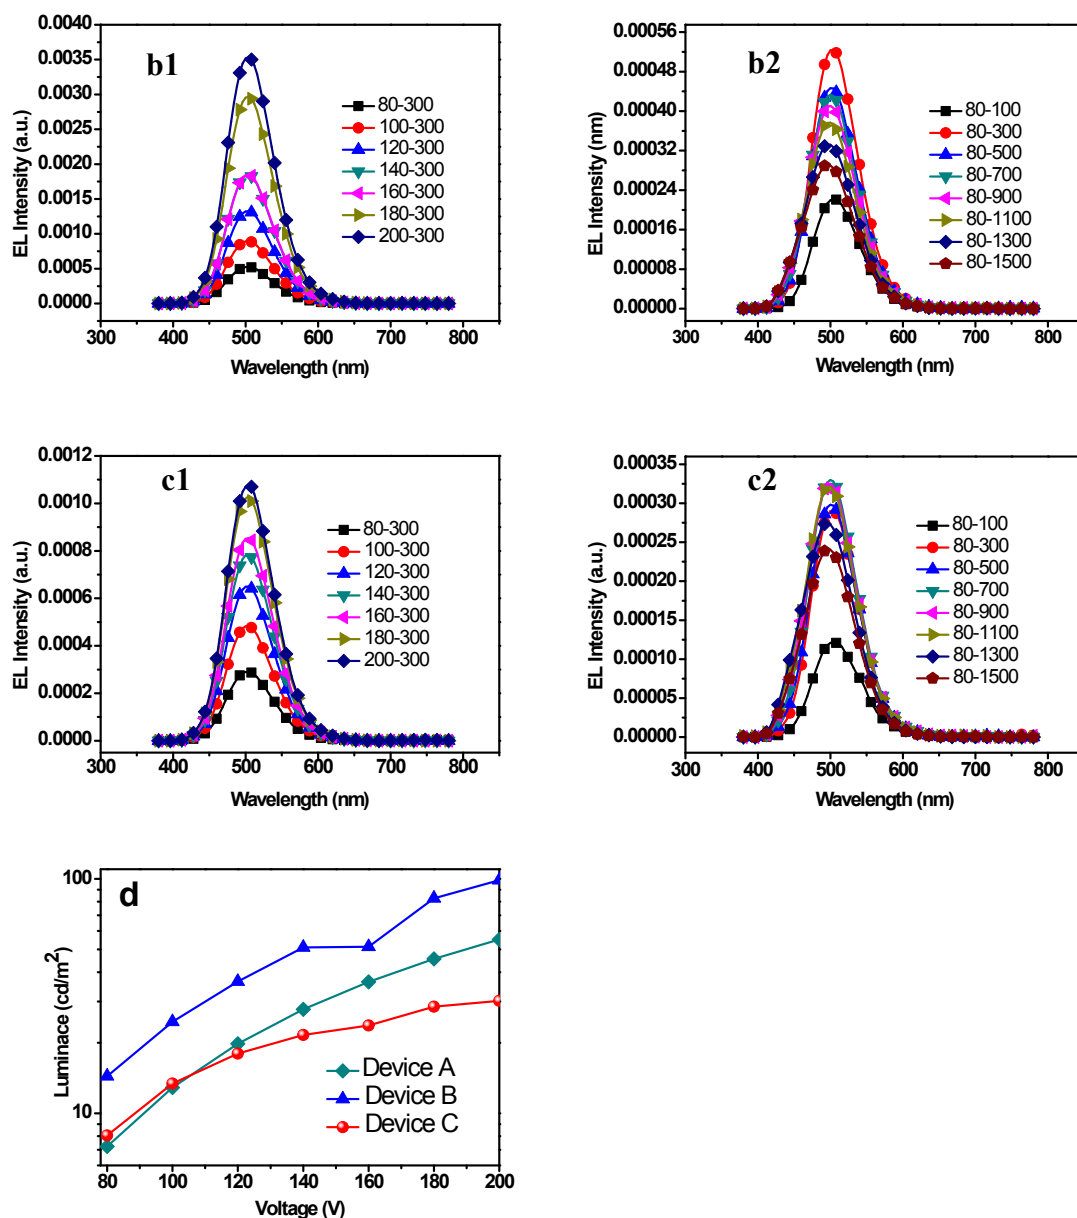 b1
EL Intensity (a.u.)
0.0040
0.0035
0.0030
0.0025
0.0020
0.0015
0.0010
0.0005
0.0000
80-300
100-300
120-300
140-300
160-300
180-300
200-300
300 400 500 600 700 800
Wavelength (nm)
b2
EL Intensity (nm)
0.00056
0.00048
0.00040
0.00032
0.00024
0.00016
0.00008
0.00000
80-100
80-300
80-500
80-700
80-900
80-1100
80-1300
80-1500
300 400 500 600 700 800
Wavelength (nm)
c1
EL Intensity (a.u.)
0.0012
0.0010
0.0008
0.0006
0.0004
0.0002
0.0000
80-300
100-300
120-300
140-300
160-300
180-300
200-300
300 400 500 600 700 800
Wavelength (nm)
c2
EL Intensity (a.u.)
0.00035
0.00030
0.00025
0.00020
0.00015
0.00010
0.00005
0.00000
80-100
80-300
80-500
80-700
80-900
80-1100
80-1300
80-1500
300 400 500 600 700 800
Wavelength (nm)
d
Luminace (cd/m²)
100
10
Device A
Device B
Device C
80 100 120 140 160 180 200
Voltage (V)